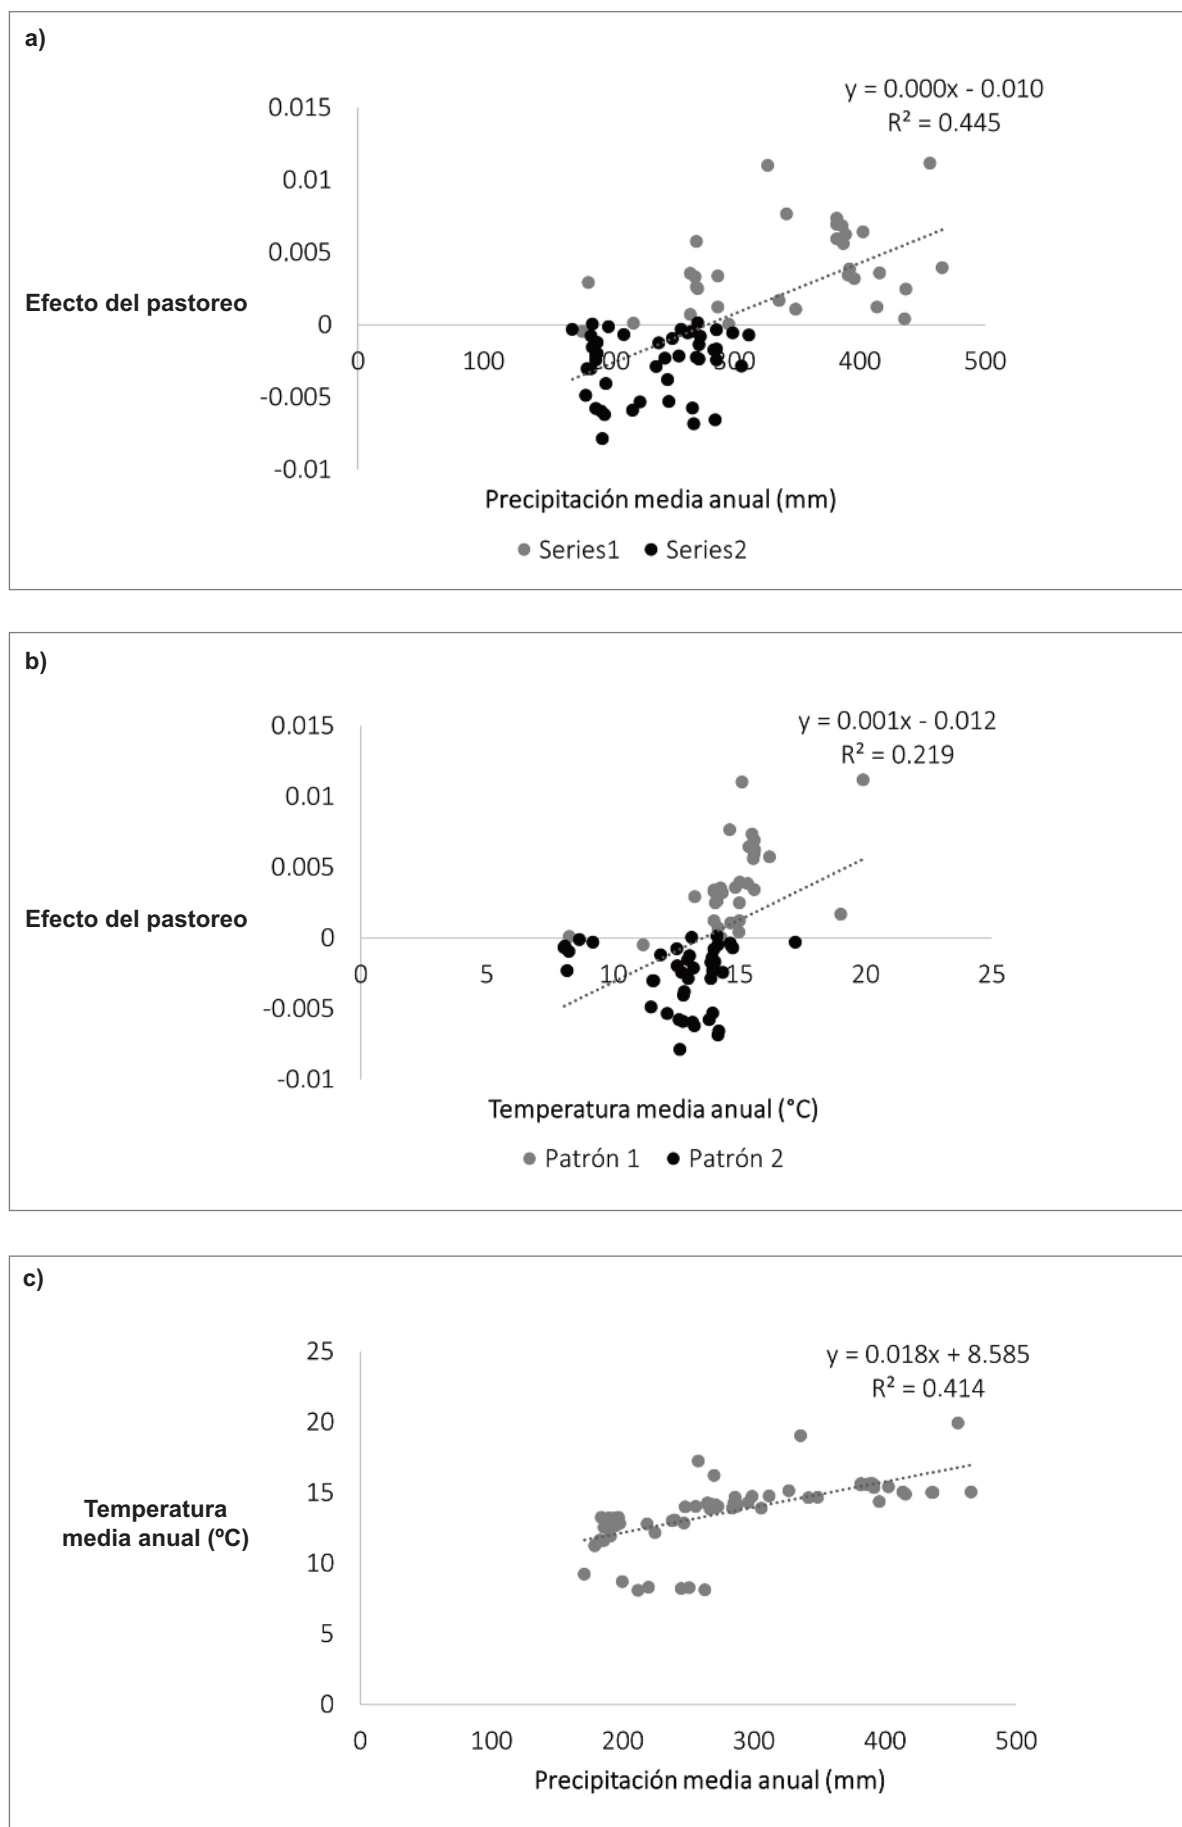 a)
y = 0.000x - 0.010
R² = 0.445
0.015
0.01
0.005
Efecto del pastoreo
0
0 100 200 300 400 500
-0.005
-0.01
Precipitación media anual (mm)
Series1 Series2
b)
y = 0.001x - 0.012
R² = 0.219
0.015
0.01
0.005
Efecto del pastoreo
0
0 5 10 15 20 25
-0.005
-0.01
Temperatura media anual (°C)
Patrón 1 Patrón 2
c)
y = 0.018x + 8.585
R² = 0.414
25
20
15
Temperatura
media anual (ºC)
10
5
0
0 100 200 300 400 500
Precipitación media anual (mm)